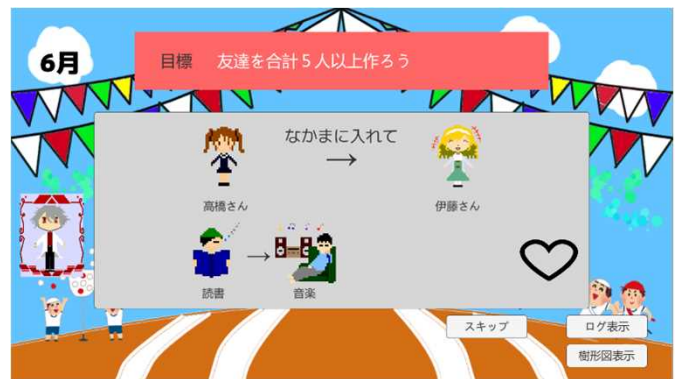 6月
目標 友達を合計５人以上作ろう
なかまに入れて
→
高橋さん 伊藤さん
→
読書 音楽
スキップ ログ表示
樹形図表示